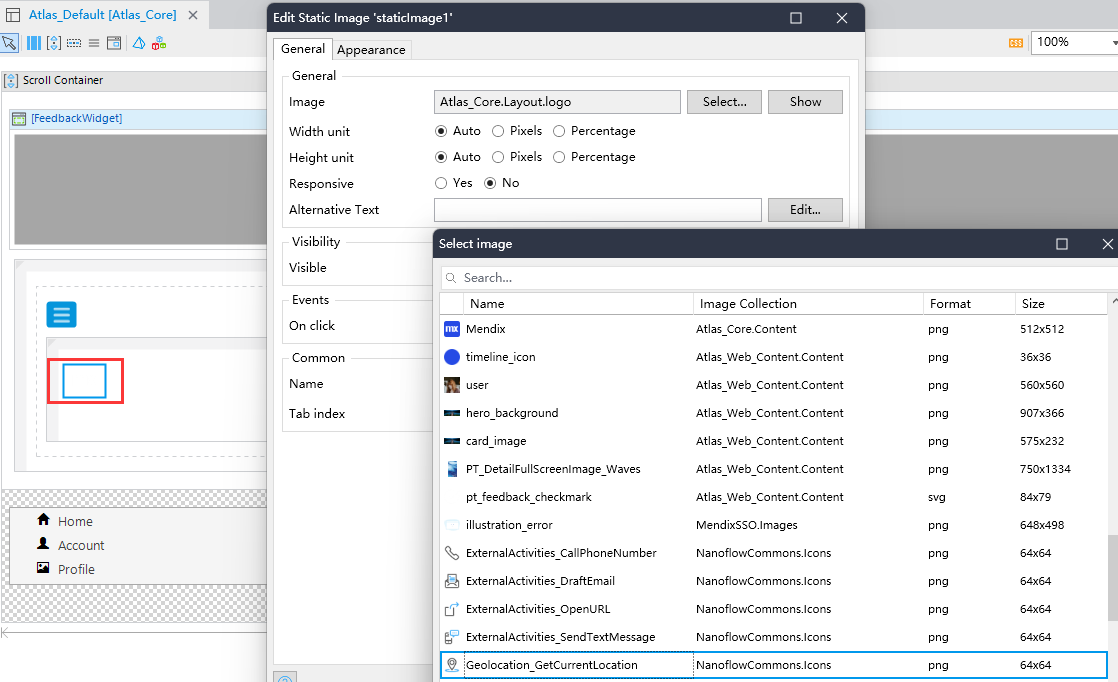 Atlas_Default [Atlas_Core]
Edit Static Image 'staticImage1'
CSS
100%
Scroll Container
[FeedbackWidget]
Home
Account
Profile
General
Appearance
General
Image
Atlas_Core.Layout.logo
Select...
Show
Width unit
Auto
Pixels
Percentage
Height unit
Auto
Pixels
Percentage
Responsive
Yes
No
Alternative Text
Edit...
Visibility
Visible
Events
On click
Common
Name
Tab index
Select image
Search...
Name Image Collection Format Size
mx Mendix Atlas_Core.Content png 512x512
timeline_icon Atlas_Web_Content.Content png 36x36
user Atlas_Web_Content.Content png 560x560
hero_background Atlas_Web_Content.Content png 907x366
card_image Atlas_Web_Content.Content png 575x232
PT_DetailFullScreenImage_Waves Atlas_Web_Content.Content png 750x1334
pt_feedback_checkmark Atlas_Web_Content.Content svg 84x79
illustration_error MendixSSO.Images png 648x498
ExternalActivities_CallPhoneNumber NanoflowCommons.Icons png 64x64
ExternalActivities_DraftEmail NanoflowCommons.Icons png 64x64
ExternalActivities_OpenURL NanoflowCommons.Icons png 64x64
ExternalActivities_SendTextMessage NanoflowCommons.Icons png 64x64
Geolocation_GetCurrentLocation NanoflowCommons.Icons png 64x64